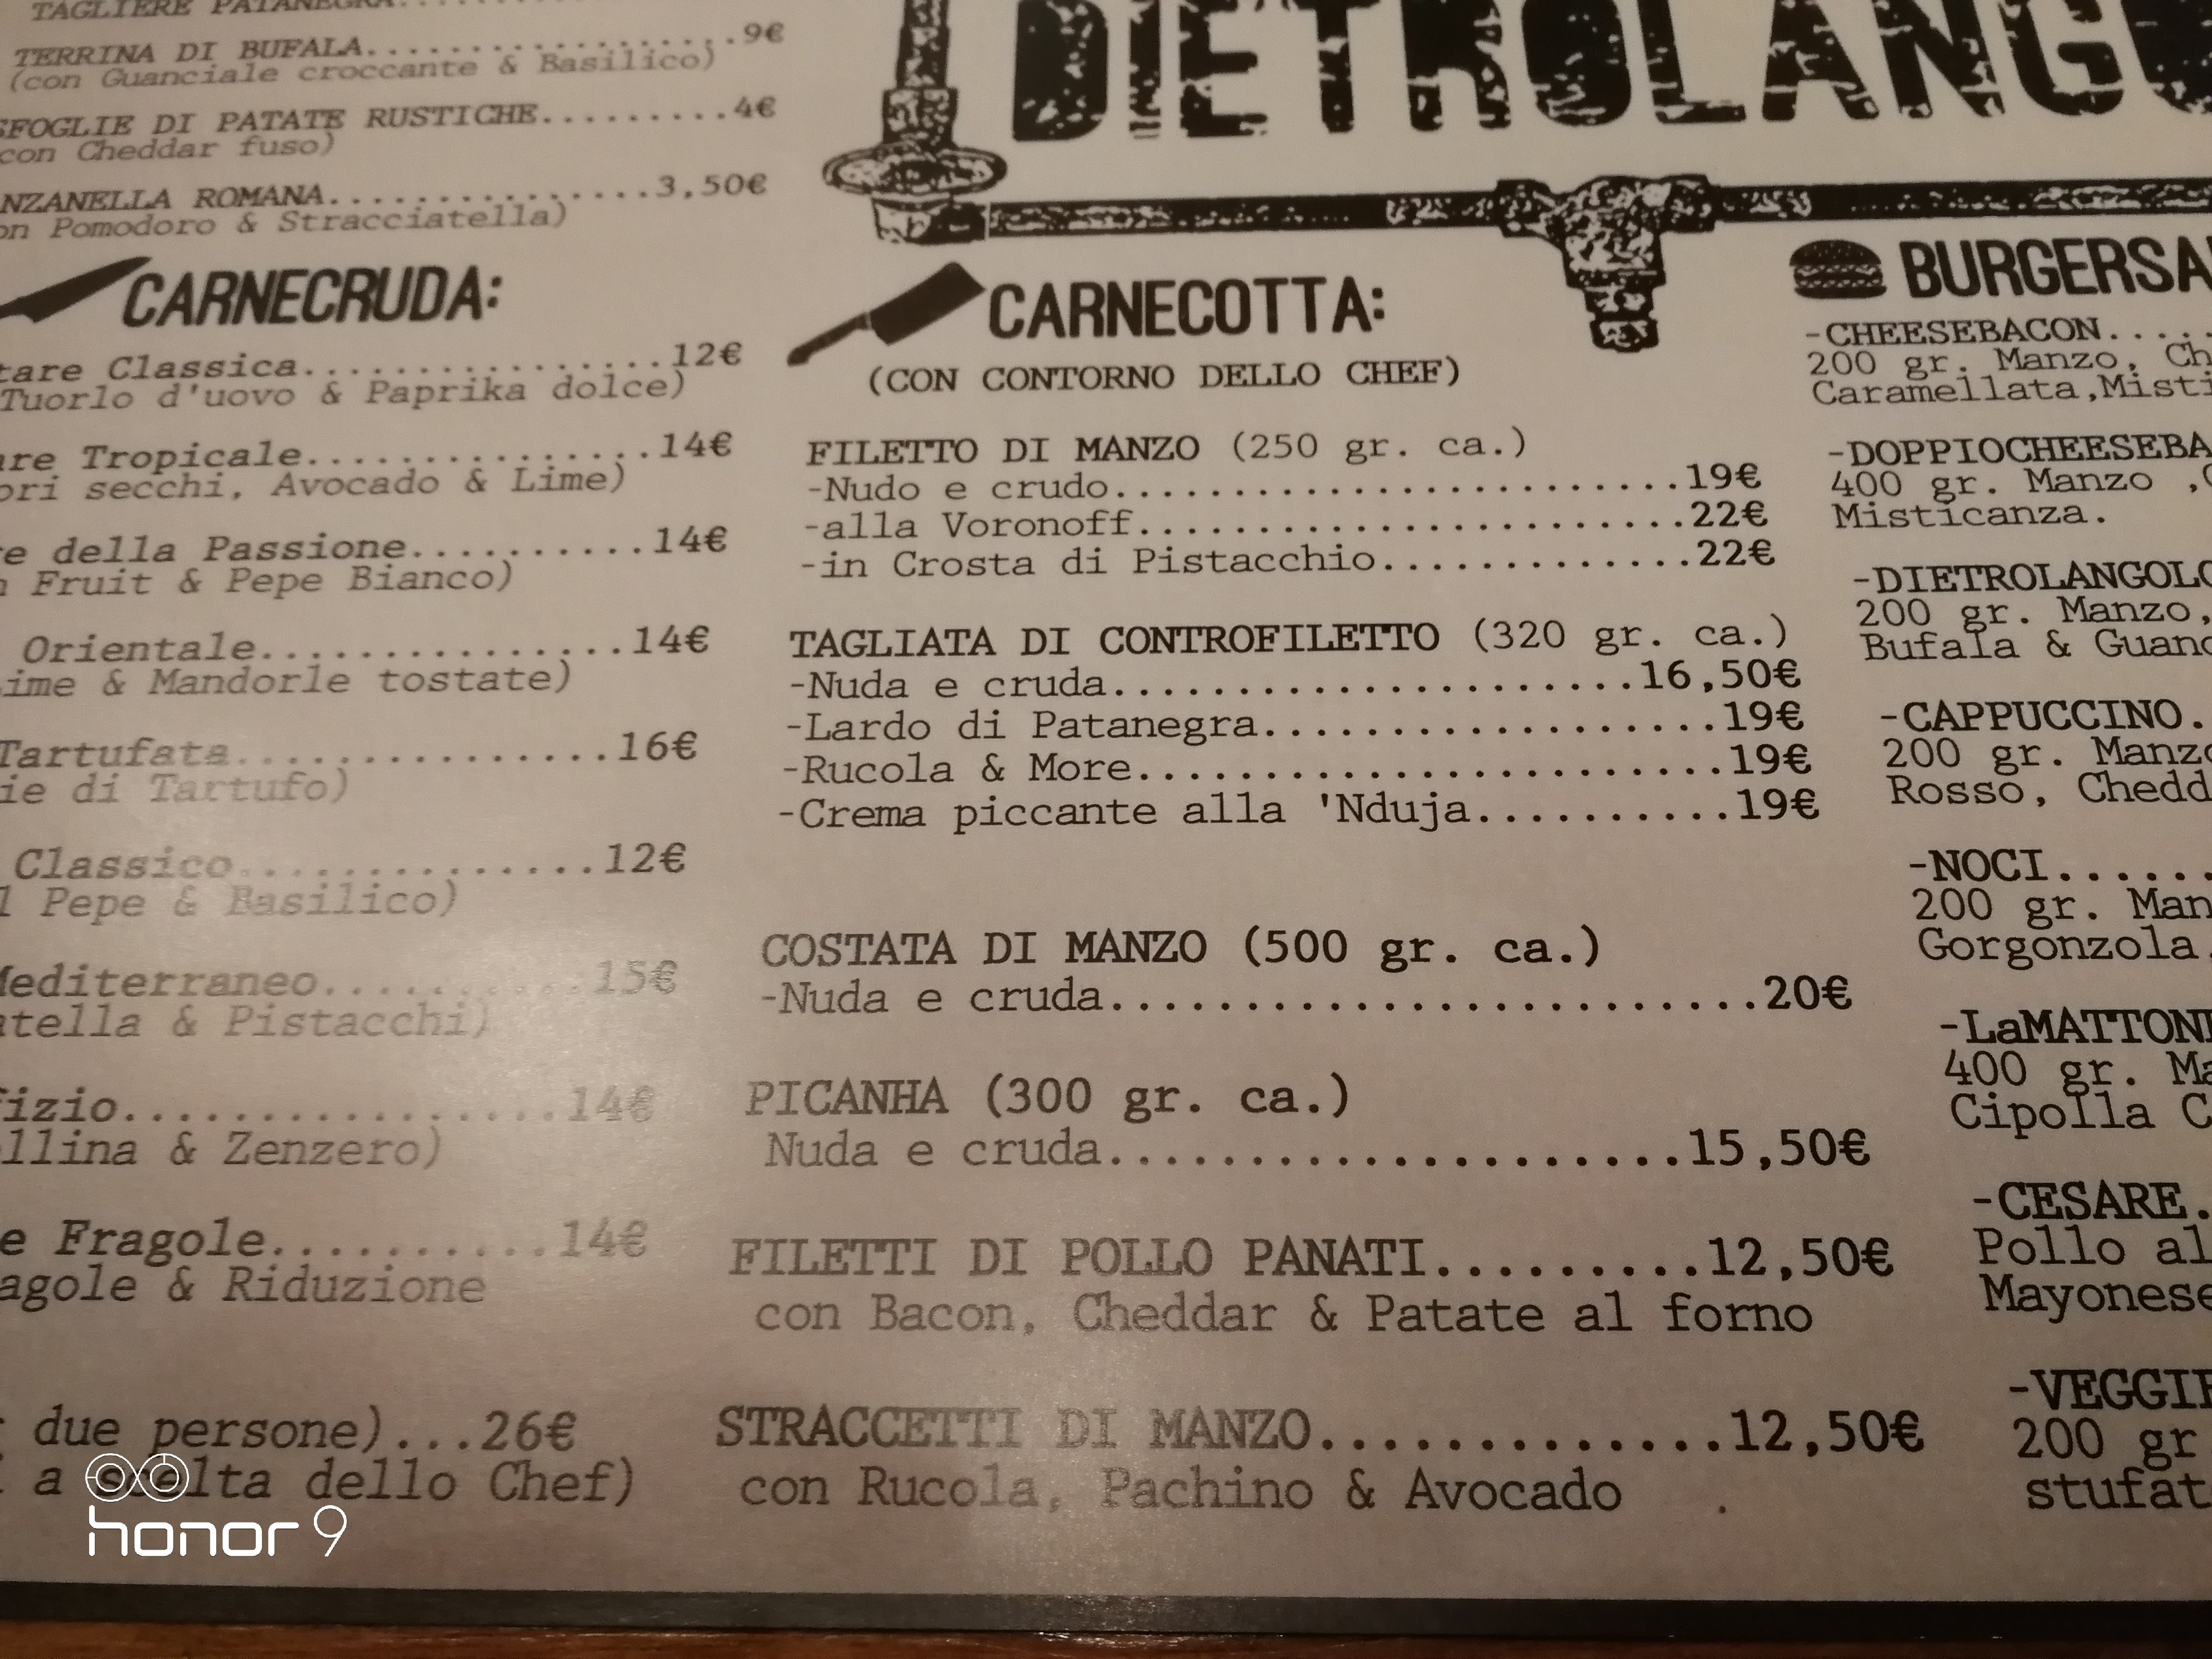 TAGLIERE PATANEGRA
TERRINA DI BUFALA....................9€
(con Guanciale croccante & Basilico)
SFOGLIE DI PATATE RUSTICHE.........4€
con Cheddar fuso)
NZANELLA ROMANA................3,50€
on Pomodoro & Stracciatella)
CARNECRUDA:
tare Classica.................12€
Tuorlo d'uovo & Paprika dolce)
are Tropicale................14€
ori secchi, Avocado & Lime)
e della Passione..........14€
n Fruit & Pepe Bianco)
Orientale................14€
Lime & Mandorle tostate)
Tartufata................16€
ie di Tartufo)
Classico...............12€
l Pepe & Basilico)
Mediterraneo...........15€
atella & Pistacchi)
fizio.................14€
llina & Zenzero)
e Fragole..........14€
agole & Riduzione
due persone)...26€
a scelta dello Chef)
DIETROLANGO
CARNECOTTA:
(CON CONTORNO DELLO CHEF)
FILETTO DI MANZO (250 gr. ca.)
-Nudo e crudo........................19€
-alla Voronoff.......................22€
-in Crosta di Pistacchio.............22€
TAGLIATA DI CONTROFILETTO (320 gr. ca.)
-Nuda e cruda......................16,50€
-Lardo di Patanegra...................19€
-Rucola & More.........................19€
-Crema piccante alla 'Nduja...........19€
COSTATA DI MANZO (500 gr. ca.)
-Nuda e cruda..........................20€
PICANHA (300 gr. ca.)
Nuda e cruda......................15,50€
FILETTI DI POLLO PANATI.........12,50€
con Bacon, Cheddar & Patate al forno
STRACCETTI DI MANZO..............12,50€
con Rucola, Pachino & Avocado
BURGERSA
-CHEESEBACON.....
200 gr. Manzo, Ch
Caramellata,Misti
-DOPPIOCHEESEBA
400 gr. Manzo ,C
Misticanza.
-DIETROLANGOLO
200 gr. Manzo,
Bufala & Guanc
-CAPPUCCINO.
200 gr. Manzo
Rosso, Chedd
-NOCI......
200 gr. Man
Gorgonzola,
-LaMATTON
400 gr. Ma
Cipolla C
-CESARE.
Pollo al
Mayonese
-VEGGIE
200 gr
stufat
honor 9